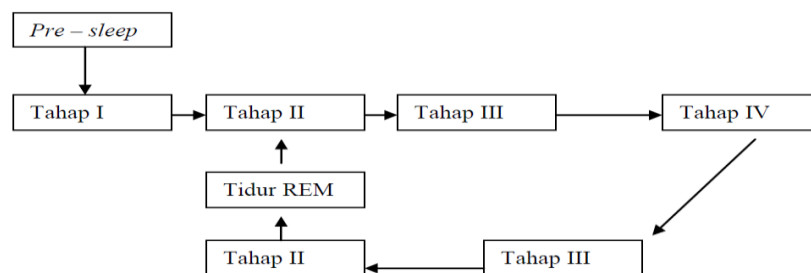 Pre – sleep
Tahap I
Tahap II
Tahap III
Tahap IV
Tidur REM
Tahap II
Tahap III